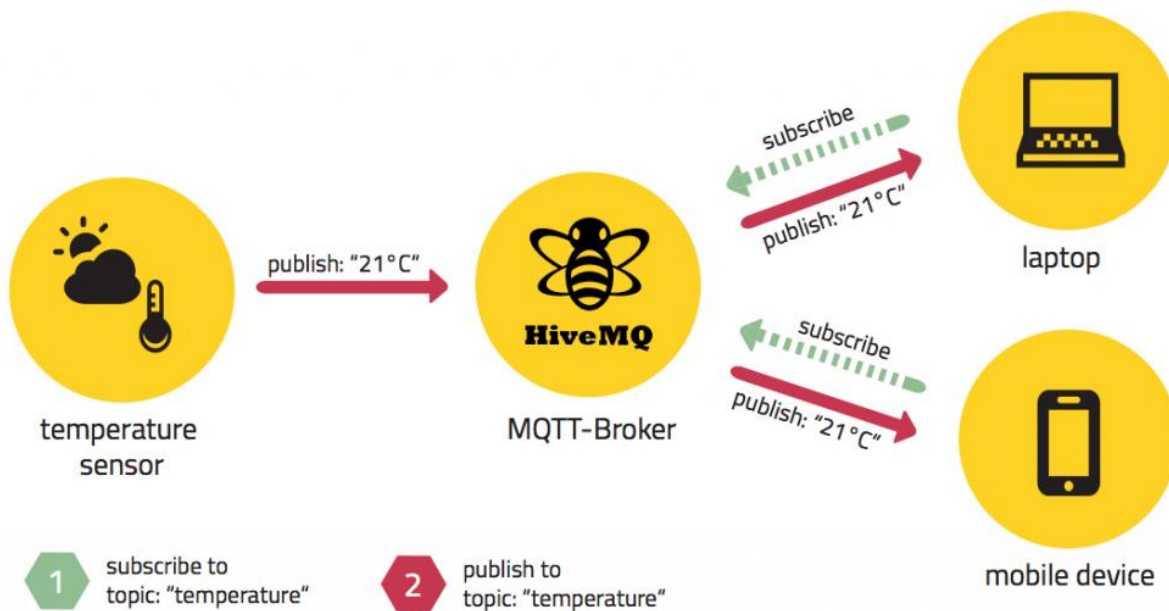 publish: "21°C"
temperature
sensor
HiveMQ
MQTT-Broker
subscribe
publish: "21°C"
laptop
subscribe
publish: "21°C"
mobile device
1
subscribe to
topic: "temperature"
2
publish to
topic: "temperature"